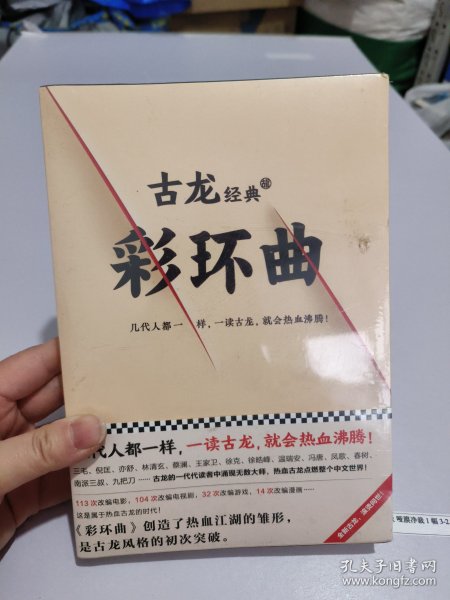 古龙经典
彩环曲
几代人都一样，一读古龙，就会热血沸腾！
代人都一样，一读古龙，就会热血沸腾！
三毛、倪匡、亦舒、林清玄、蔡澜、王家卫、徐克、徐皓峰、温瑞安、冯唐、凤歌、春树、
南派三叔、九把刀……古龙的一代代读者中涌现无数大师，热血古龙点燃整个中文世界！
113次改编电影，104次改编电视剧，32次改编游戏，14次改编漫画……
这是属于热血古龙的时代！
《彩环曲》创造了热血江湖的雏形，
是古龙风格的初次突破。
孔夫子旧书网